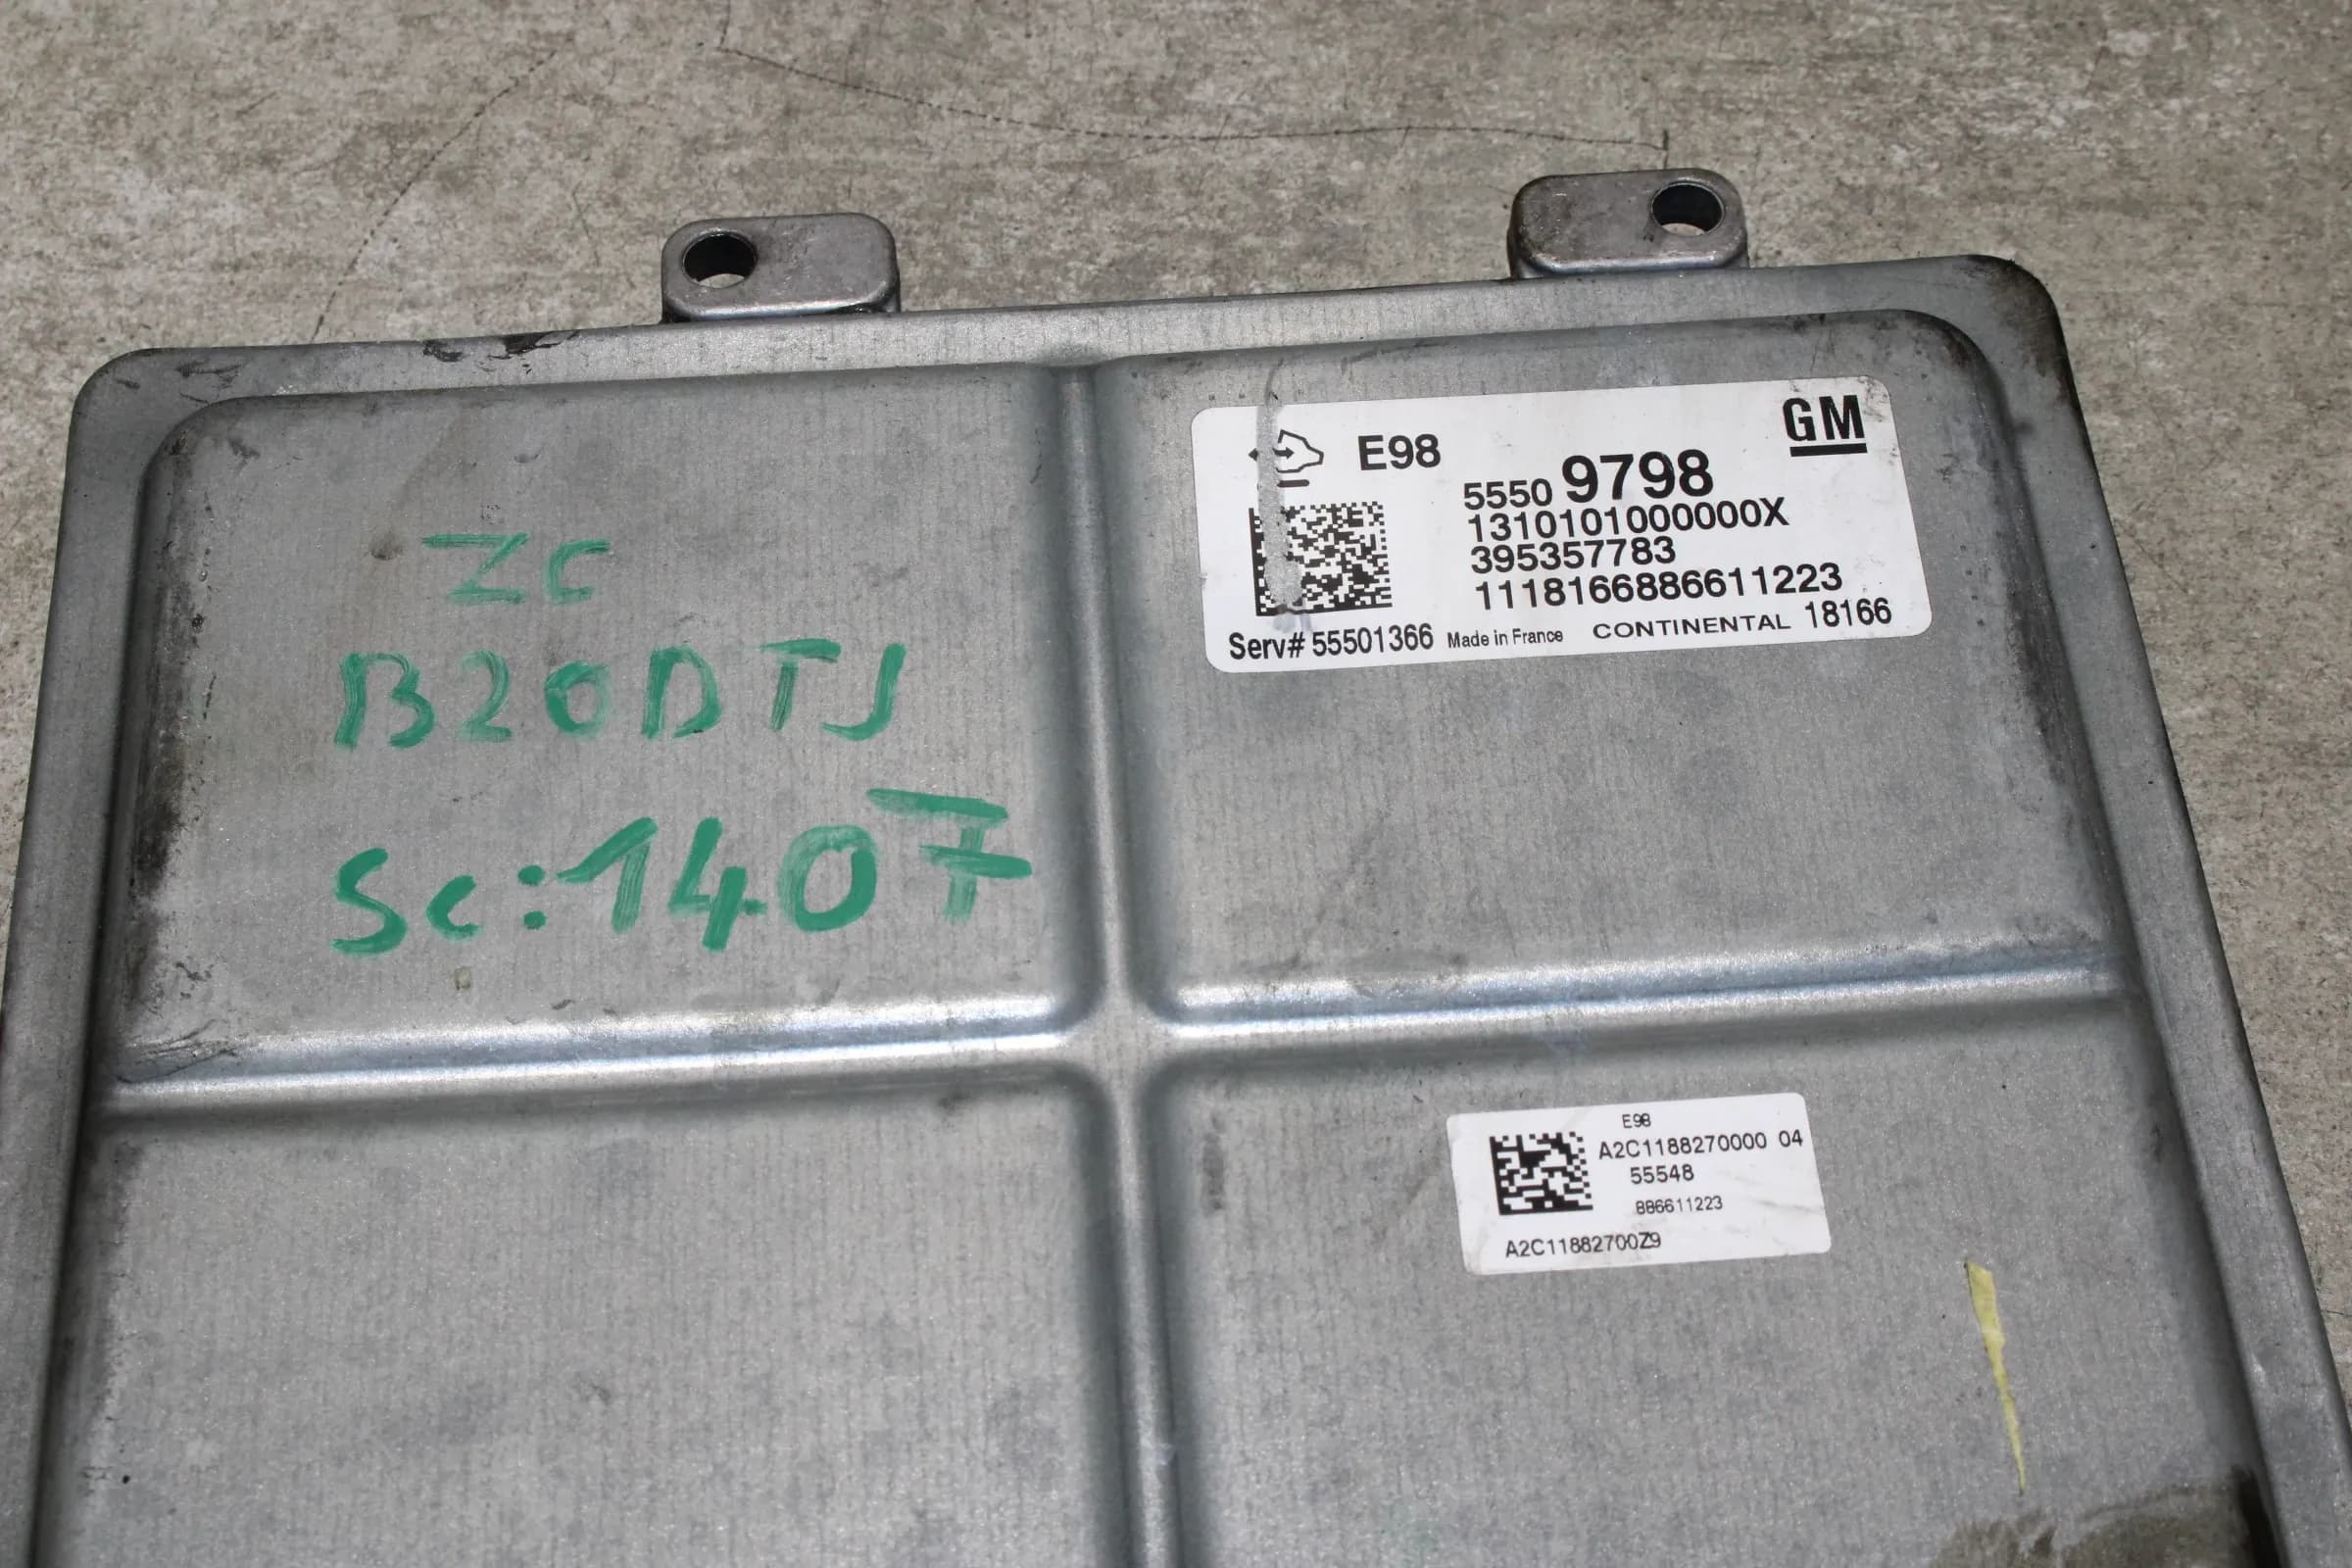 ZC
B20DTJ
Sc:1407
GM
E98
5550 9798
1310101000000X
395357783
1118166886611223
Serv# 55501366 Made in France CONTINENTAL 18166
E98
A2C1188270000 04
55548
886611223
A2C11882700Z9